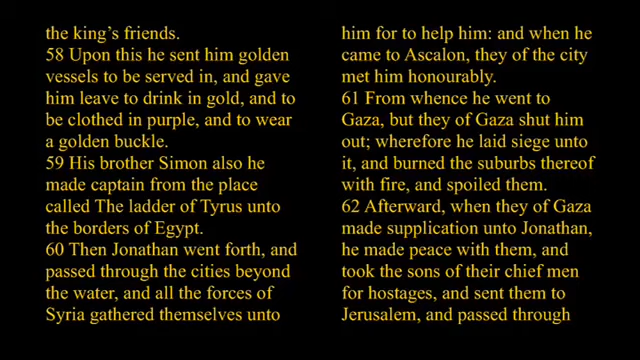 the king's friends.
58 Upon this he sent him golden
vessels to be served in, and gave
him leave to drink in gold, and to
be clothed in purple, and to wear
a golden buckle.
59 His brother Simon also he
made captain from the place
called The ladder of Tyrus unto
the borders of Egypt.
60 Then Jonathan went forth, and
passed through the cities beyond
the water, and all the forces of
Syria gathered themselves unto
him for to help him: and when he
came to Ascalon, they of the city
met him honourably.
61 From whence he went to
Gaza, but they of Gaza shut him
out; wherefore he laid siege unto
it, and burned the suburbs thereof
with fire, and spoiled them.
62 Afterward, when they of Gaza
made supplication unto Jonathan,
he made peace with them, and
took the sons of their chief men
for hostages, and sent them to
Jerusalem, and passed through